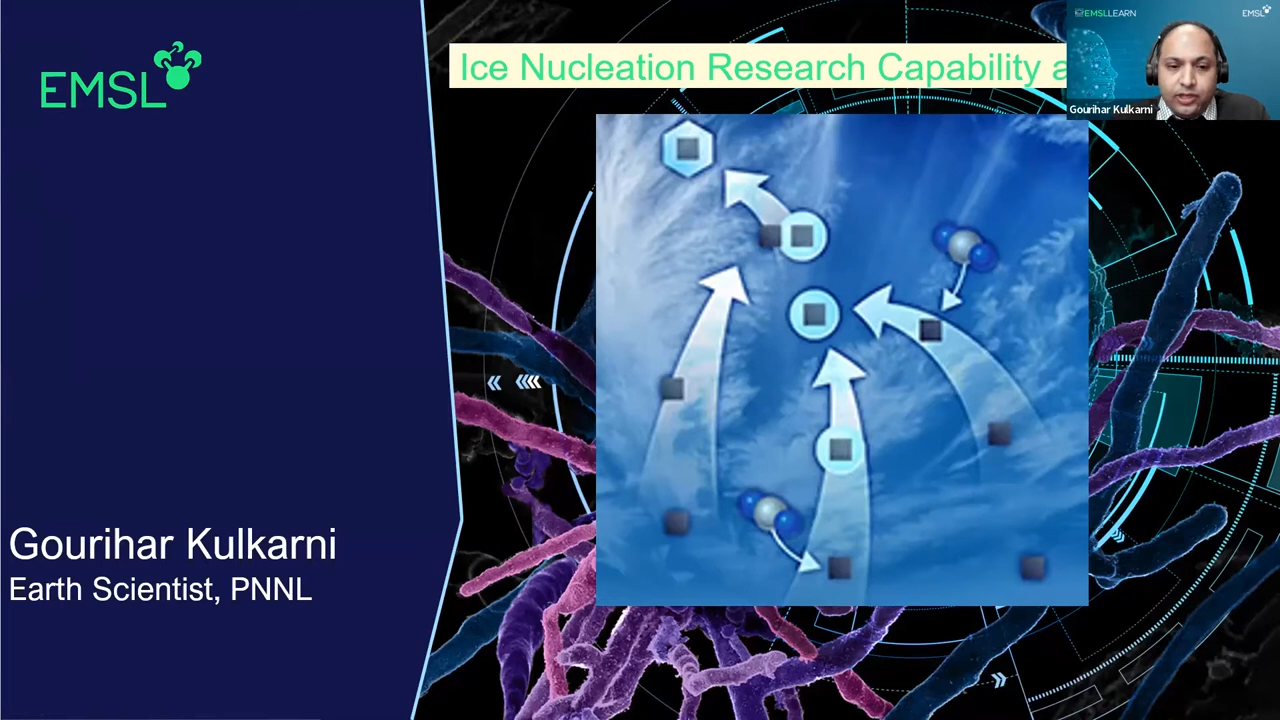 EMSL
Ice Nucleation Research Capability a
EMSLLEARN
EMSL
Gourihar Kulkarni
Gourihar Kulkarni
Earth Scientist, PNNL